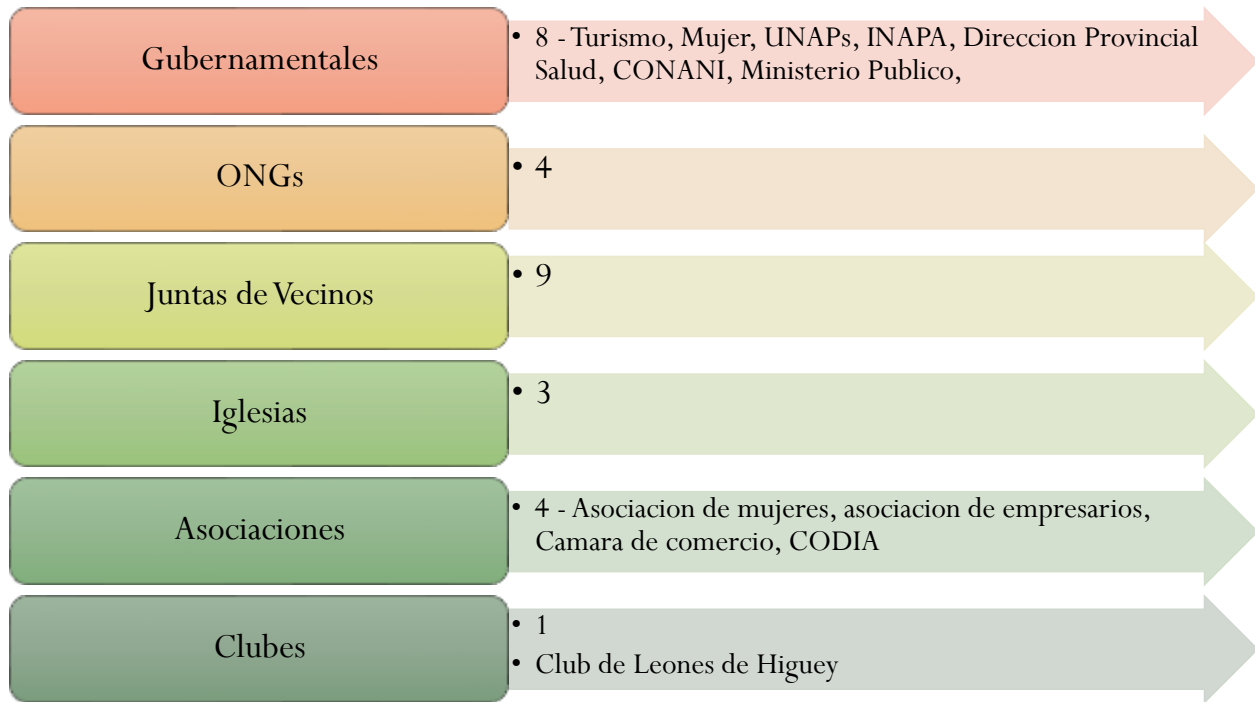 Gubernamentales
• 8 - Turismo, Mujer, UNAPs, INAPA, Direccion Provincial
Salud, CONANI, Ministerio Publico,
ONGs
• 4
Juntas de Vecinos
• 9
Iglesias
• 3
Asociaciones
• 4 - Asociacion de mujeres, asociacion de empresarios,
Camara de comercio, CODIA
Clubes
• 1
• Club de Leones de Higuey